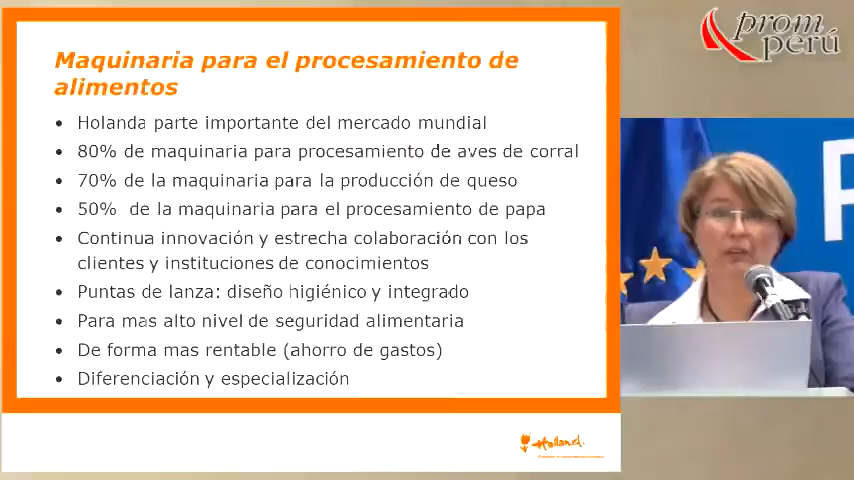 Maquinaria para el procesamiento de
alimentos
• Holanda parte importante del mercado mundial
• 80% de maquinaria para procesamiento de aves de corral
• 70% de la maquinaria para la producción de queso
• 50% de la maquinaria para el procesamiento de papa
• Continua innovación y estrecha colaboración con los
clientes y instituciones de conocimientos
• Puntas de lanza: diseño higiénico y integrado
• Para mas alto nivel de seguridad alimentaria
• De forma mas rentable (ahorro de gastos)
• Diferenciación y especialización
Holland.
prom
perú
P